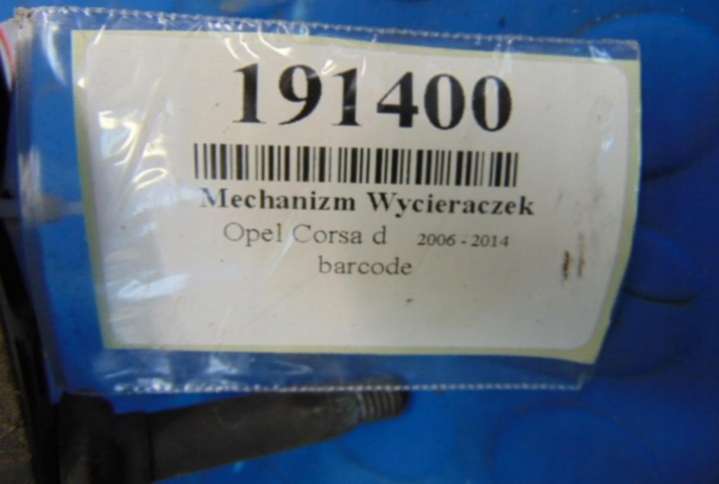 191400
Mechanizm Wycieraczek
Opel Corsa d 2006 - 2014
barcode